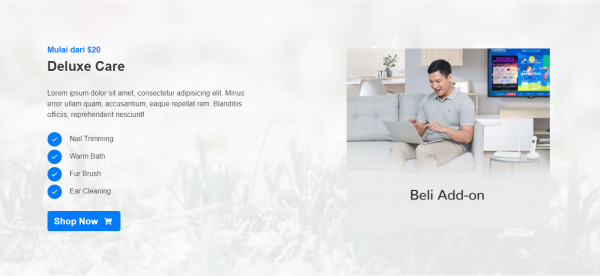 Mulai dari $20
Deluxe Care
Lorem ipsum dolor sit amet, consectetur adipisicing elit. Minus
error ullam quam, accusantium, eaque repellat rem. Blanditiis
officiis, reprehenderit nesciunt!
Nail Trimming
Warm Bath
Fur Brush
Ear Cleaning
Shop Now
Beli Add-on